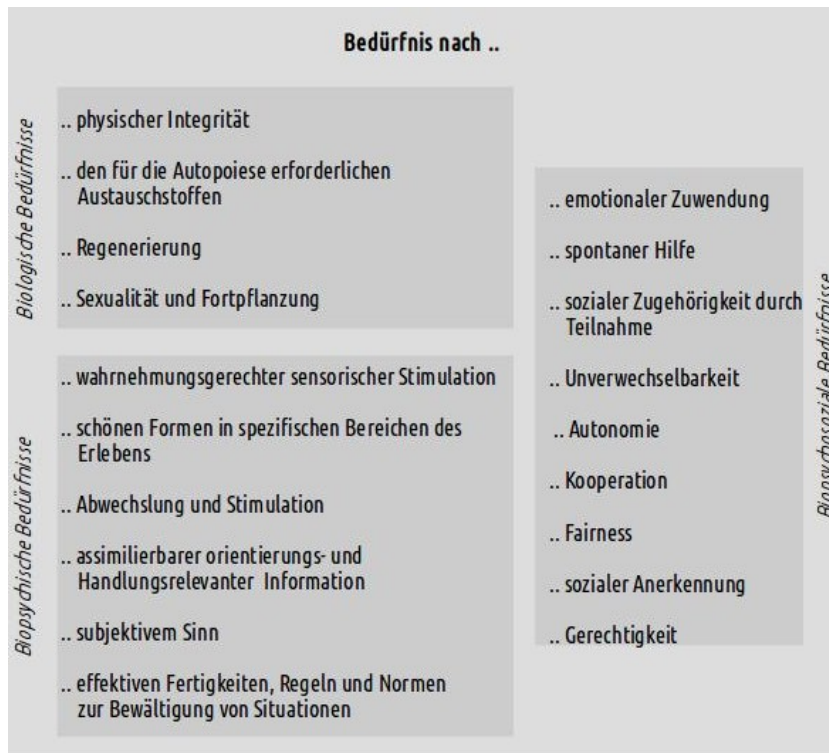 Bedürfnis nach ..
Biologische Bedürfnisse
.. physischer Integrität
.. den für die Autopoiese erforderlichen
Austauschstoffen
.. Regenerierung
.. Sexualität und Fortpflanzung
Biopsychische Bedürfnisse
.. wahrnehmungsgerechter sensorischer Stimulation
.. schönen Formen in spezifischen Bereichen des
Erlebens
.. Abwechslung und Stimulation
.. assimilierbarer orientierungs- und
Handlungsrelevanter Information
.. subjektivem Sinn
.. effektiven Fertigkeiten, Regeln und Normen
zur Bewältigung von Situationen
Biopsychosoziale Bedürfnisse
.. emotionaler Zuwendung
.. spontaner Hilfe
.. sozialer Zugehörigkeit durch
Teilnahme
.. Unverwechselbarkeit
.. Autonomie
.. Kooperation
.. Fairness
.. sozialer Anerkennung
.. Gerechtigkeit